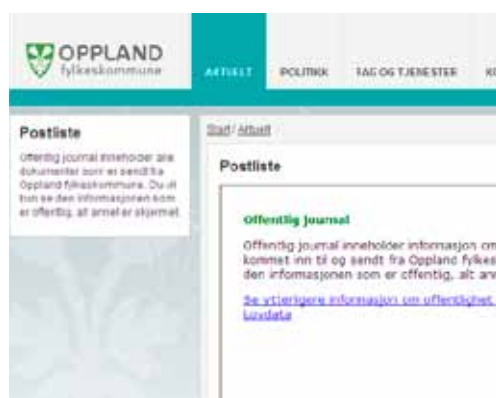 OPPLAND
fylkeskommune
AKTUELT
POLITIKK
FAG OG TJENESTER
Postliste
Offentlig journal inneholder alle
dokumenter som er sendt fra
Oppland fylkeskommune. Du vil
kun se den informasjonen som
er offentlig, alt annet er skjermet.
Start / Aktuelt
Postliste
Offentlig journal
Offentlig journal inneholder informasjon om
kommet inn til og sendt fra Oppland fylkes
den informasjonen som er offentlig, alt ann
Se ytterligere informasjon om offentlighet
Lovdata